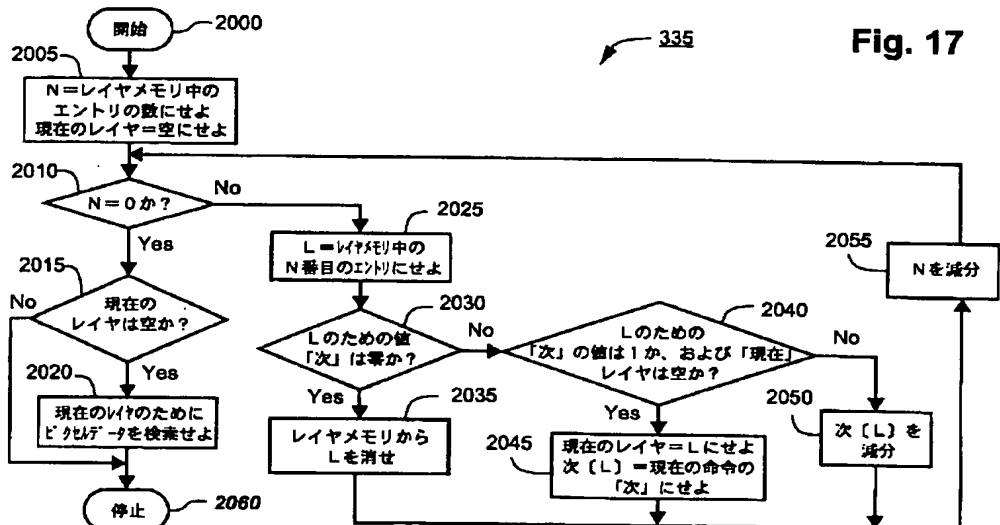 Fig. 17
335
開始
2000
2005
N=レイヤメモリ中の
エントリの数にせよ
現在のレイヤ=空にせよ
2010
N=0か?
No
Yes
2015
現在の
レイヤは空か?
No
Yes
2020
現在のレイヤのために
ピクセルデータを検索せよ
停止
2060
2025
L=レイヤメモリ中の
N番目のエントリにせよ
2030
Lのための値
「次」は零か?
No
Yes
2035
レイヤメモリから
Lを消せ
2040
Lのための
「次」の値は1か、および「現在」
レイヤは空か?
No
Yes
2045
現在のレイヤ=Lにせよ
次〔L〕=現在の命令の
「次」にせよ
2050
次〔L〕を
減分
2055
Nを減分